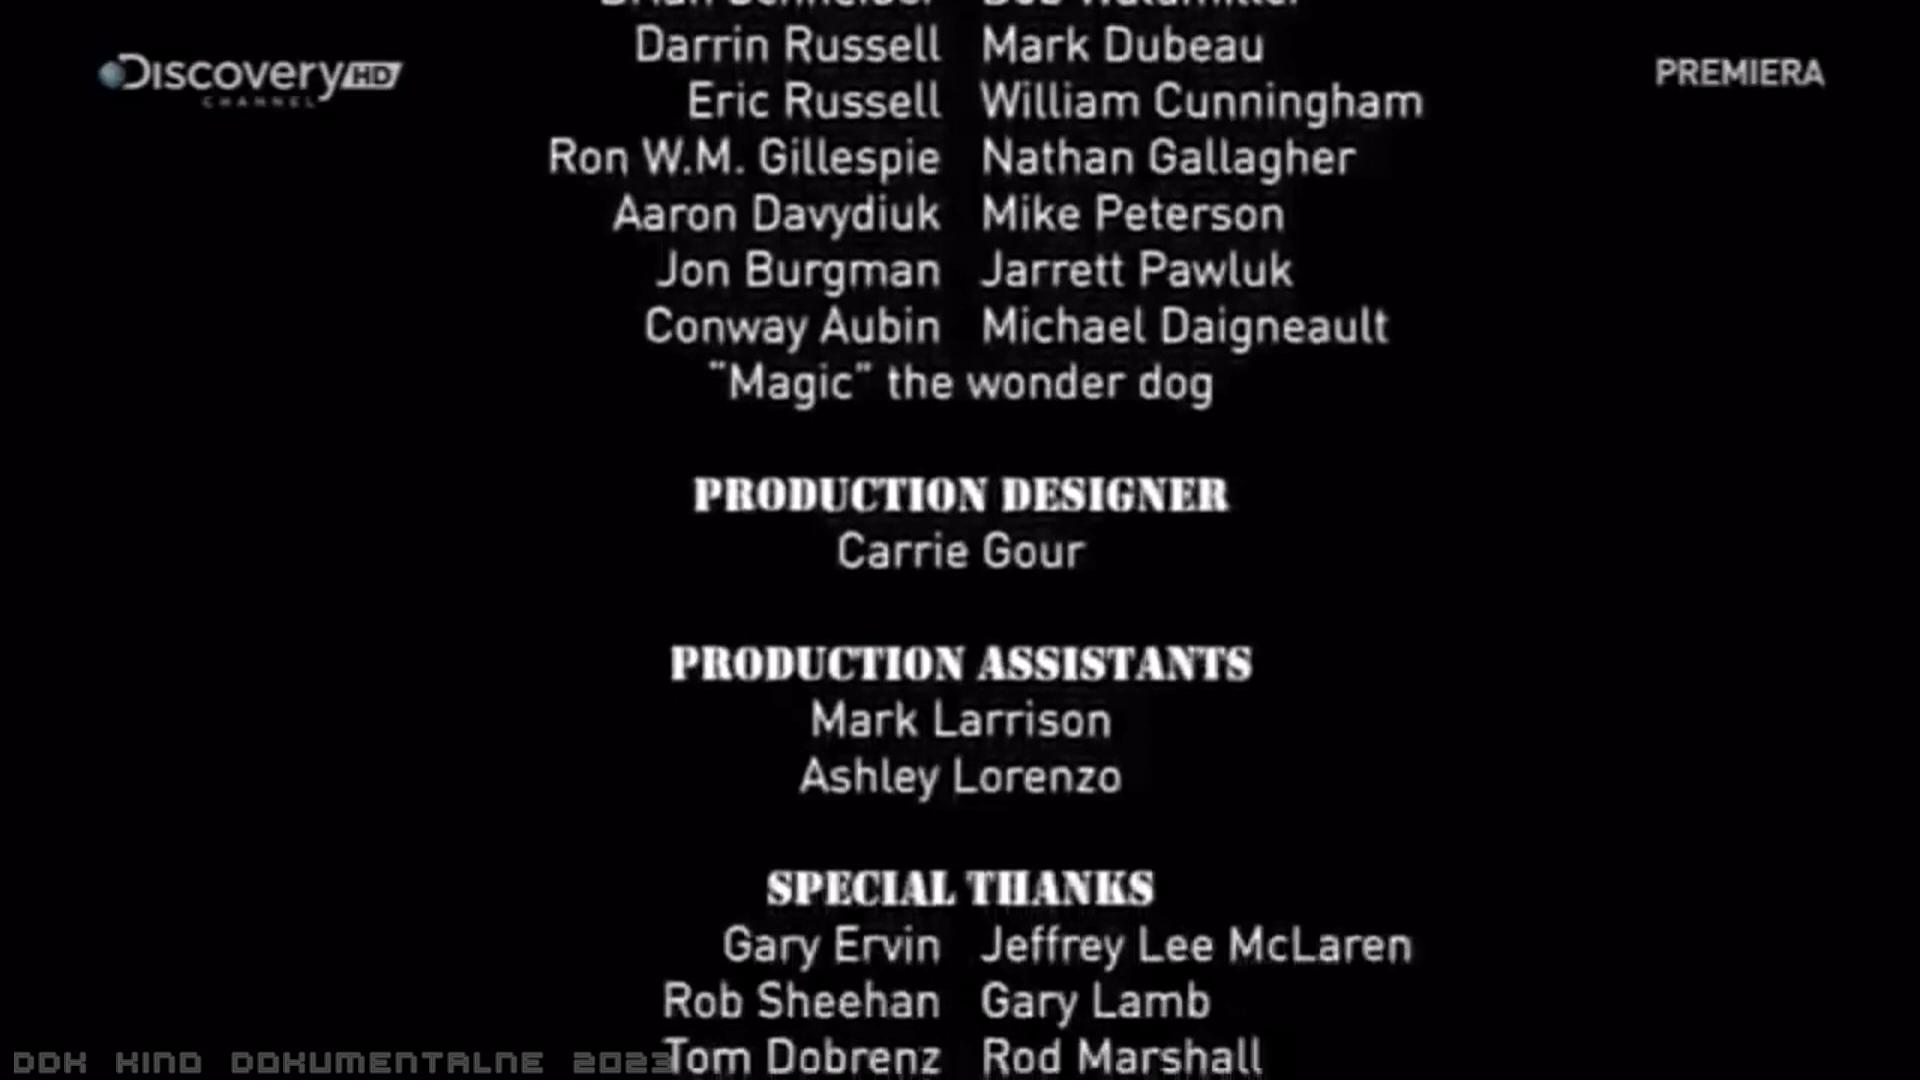 Darrin Russell Mark Dubeau
Discovery HD
CHANNEL
PREMIERA
Eric Russell William Cunningham
Ron W.M. Gillespie Nathan Gallagher
Aaron Davydiuk Mike Peterson
Jon Burgman Jarrett Pawluk
Conway Aubin Michael Daigneault
"Magic" the wonder dog
PRODUCTION DESIGNER
Carrie Gour
PRODUCTION ASSISTANTS
Mark Larrison
Ashley Lorenzo
SPECIAL THANKS
Gary Ervin Jeffrey Lee McLaren
Rob Sheehan Gary Lamb
Tom Dobrenz Rod Marshall
DDK KINO DOKUMENTALNE 2023